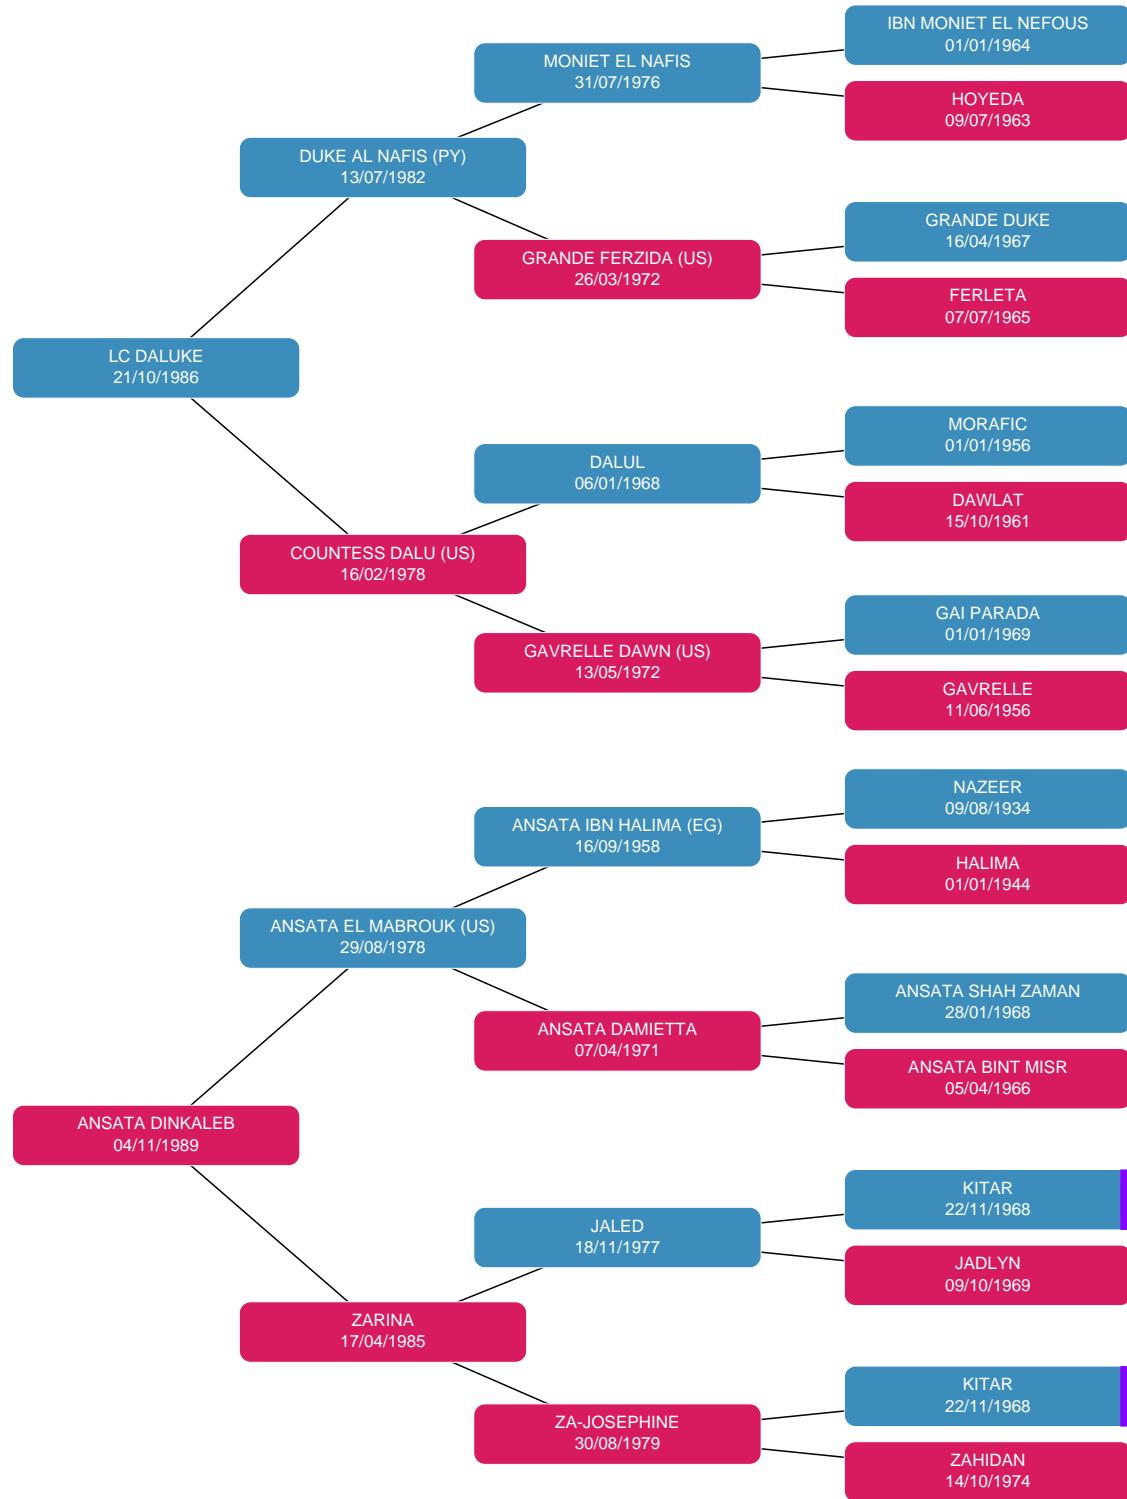 IBN MONIET EL NEFOUS
01/01/1964
MONIET EL NAFIS
31/07/1976
HOYEDA
09/07/1963
DUKE AL NAFIS (PY)
13/07/1982
GRANDE DUKE
16/04/1967
GRANDE FERZIDA (US)
26/03/1972
FERLETA
07/07/1965
LC DALUKE
21/10/1986
MORAFIC
01/01/1956
DALUL
06/01/1968
DAWLAT
15/10/1961
COUNTESS DALU (US)
16/02/1978
GAI PARADA
01/01/1969
GAVRELLE DAWN (US)
13/05/1972
GAVRELLE
11/06/1956
NAZEER
09/08/1934
ANSATA IBN HALIMA (EG)
16/09/1958
HALIMA
01/01/1944
ANSATA EL MABROUK (US)
29/08/1978
ANSATA SHAH ZAMAN
28/01/1968
ANSATA DAMIETTA
07/04/1971
ANSATA BINT MISR
05/04/1966
ANSATA DINKALEB
04/11/1989
KITAR
22/11/1968
JALED
18/11/1977
JADLYN
09/10/1969
ZARINA
17/04/1985
KITAR
22/11/1968
ZA-JOSEPHINE
30/08/1979
ZAHIDAN
14/10/1974